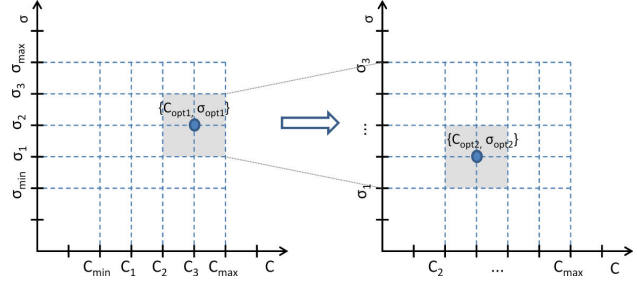 σ
σmax
σ3
σ2
σ1
σmin
{Copt1, σopt1}
Cmin C1 C2 C3 Cmax C
σ
σ3
...
σ1
{Copt2, σopt2}
C2 ... Cmax C